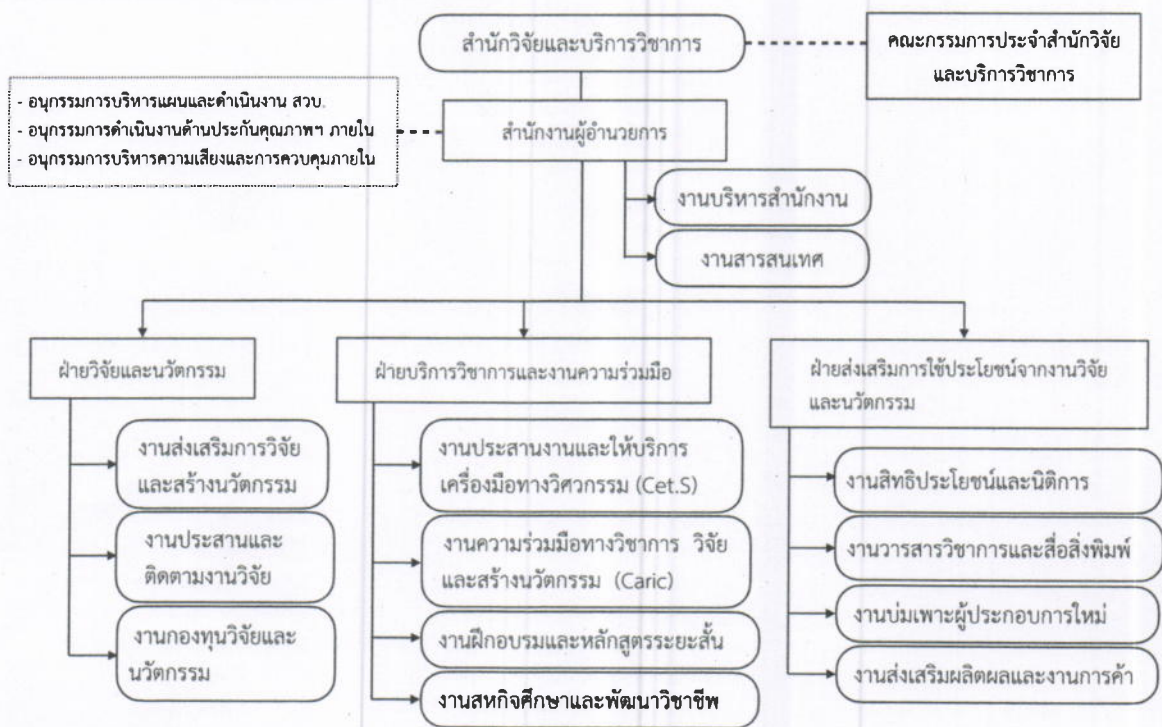 สำนักวิจัยและบริการวิชาการ
คณะกรรมการประจำสำนักวิจัย
และบริการวิชาการ
- อนุกรรมการบริหารแผนและดำเนินงาน สวบ.
- อนุกรรมการดำเนินงานด้านประกันคุณภาพฯ ภายใน
- อนุกรรมการบริหารความเสี่ยงและการควบคุมภายใน
สำนักงานผู้อำนวยการ
งานบริหารสำนักงาน
งานสารสนเทศ
ฝ่ายวิจัยและนวัตกรรม
งานส่งเสริมการวิจัย
และสร้างนวัตกรรม
งานประสานและ
ติดตามงานวิจัย
งานกองทุนวิจัยและ
นวัตกรรม
ฝ่ายบริการวิชาการและงานความร่วมมือ
งานประสานงานและให้บริการ
เครื่องมือทางวิศวกรรม (Cet.S)
งานความร่วมมือทางวิชาการ วิจัย
และสร้างนวัตกรรม (Caric)
งานฝึกอบรมและหลักสูตรระยะสั้น
งานสหกิจศึกษาและพัฒนาวิชาชีพ
ฝ่ายส่งเสริมการใช้ประโยชน์จากงานวิจัย
และนวัตกรรม
งานสิทธิประโยชน์และนิติการ
งานวารสารวิชาการและสื่อสิ่งพิมพ์
งานบ่มเพาะผู้ประกอบการใหม่
งานส่งเสริมผลิตผลและงานการค้า